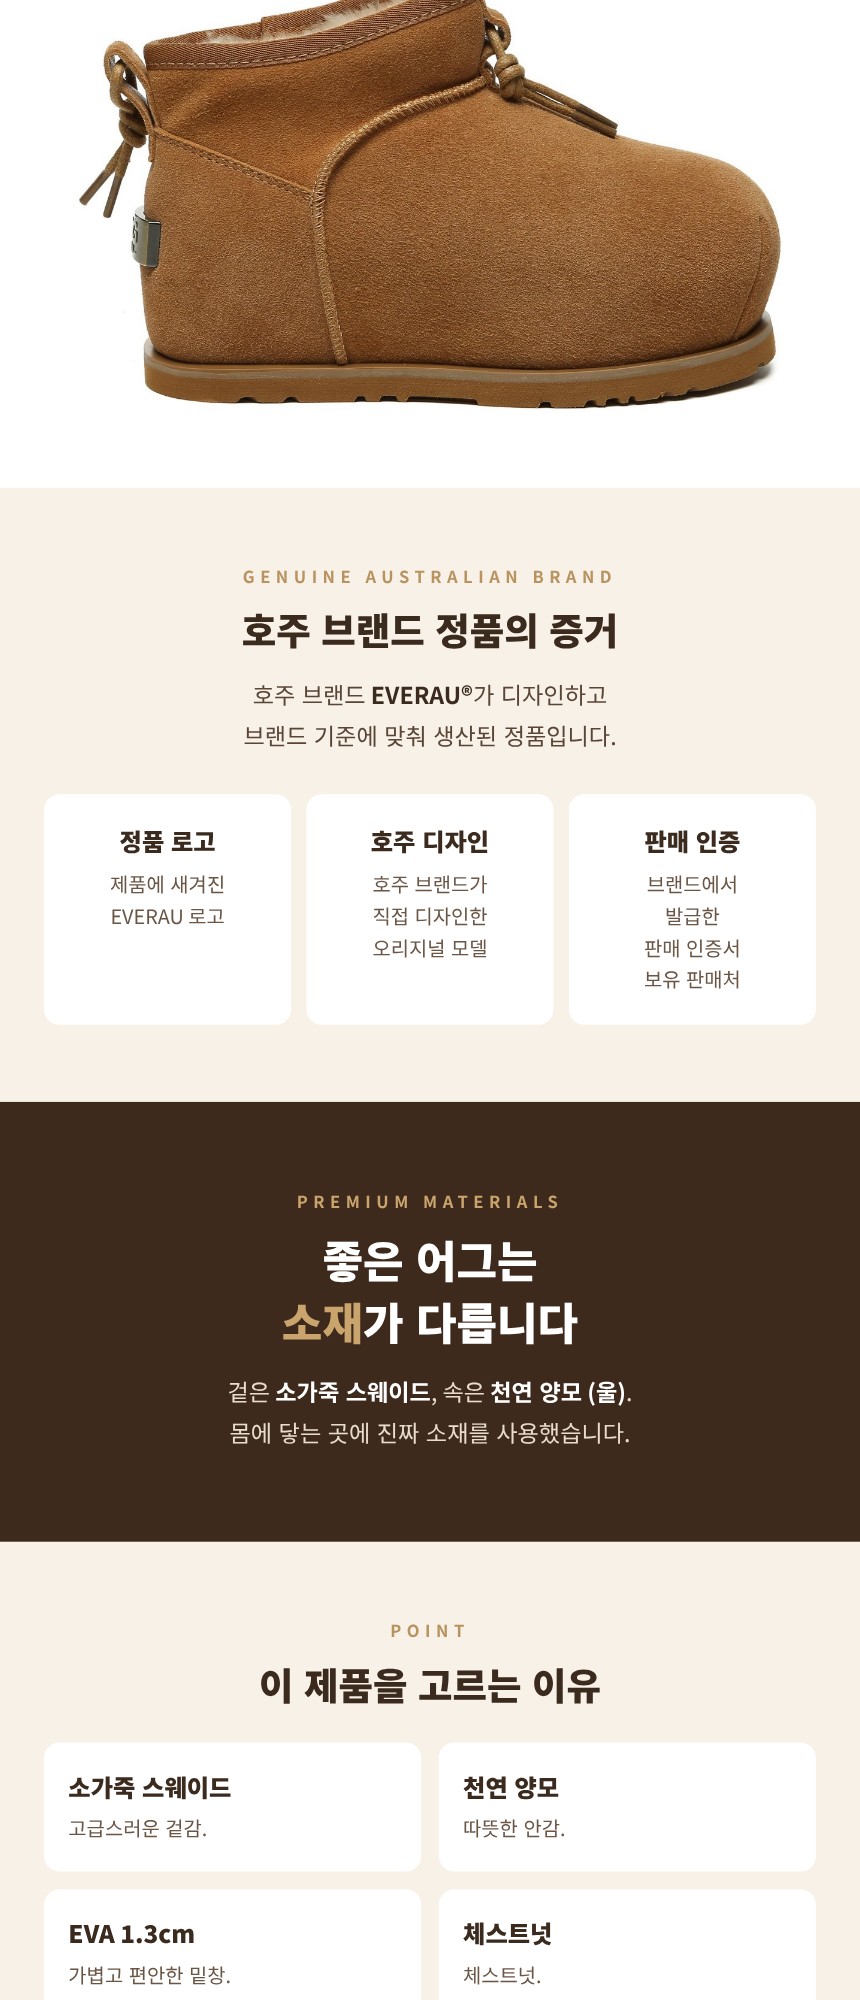 GENUINE AUSTRALIAN BRAND
호주 브랜드 정품의 증거
호주 브랜드 EVERAU®가 디자인하고
브랜드 기준에 맞춰 생산된 정품입니다.
정품 로고
제품에 새겨진
EVERAU 로고
호주 디자인
호주 브랜드가
직접 디자인한
오리지널 모델
판매 인증
브랜드에서
발급한
판매 인증서
보유 판매처
PREMIUM MATERIALS
좋은 어그는
소재가 다릅니다
겉은 소가죽 스웨이드, 속은 천연 양모 (울).
몸에 닿는 곳에 진짜 소재를 사용했습니다.
POINT
이 제품을 고르는 이유
소가죽 스웨이드
고급스러운 겉감.
천연 양모
따뜻한 안감.
EVA 1.3cm
가볍고 편안한 밑창.
체스트넛
체스트넛.